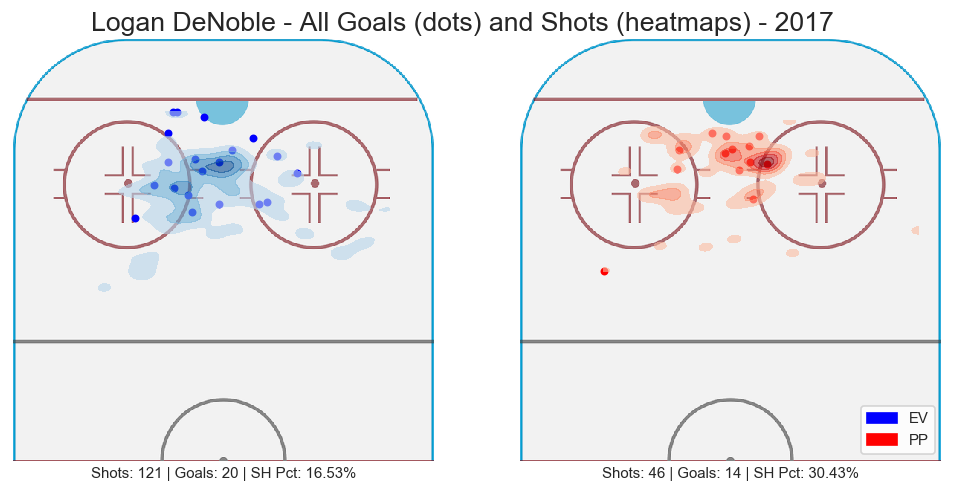 Logan DeNoble - All Goals (dots) and Shots (heatmaps) - 2017
EV
PP
Shots: 121 | Goals: 20 | SH Pct: 16.53%
Shots: 46 | Goals: 14 | SH Pct: 30.43%